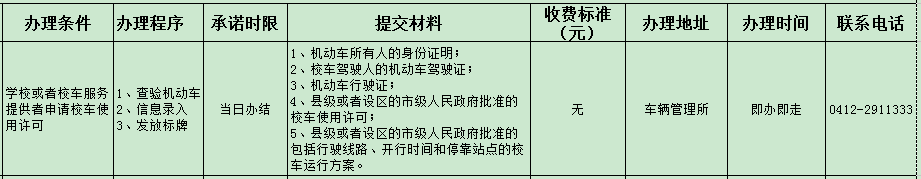 办理条件 办理程序 承诺时限 提交材料 收费标准（元） 办理地址 办理时间 联系电话
学校或者校车服务
提供者申请校车使
用许可
1、查验机动车
2、信息录入
3、发放标牌
当日办结
1、机动车所有人的身份证明；
2、校车驾驶人的机动车驾驶证；
3、机动车行驶证；
4、县级或者设区的市级人民政府批准的
校车使用许可；
5、县级或者设区的市级人民政府批准的
包括行驶线路、开行时间和停靠站点的校
车运行方案。
无
车辆管理所
即办即走
0412-2911333